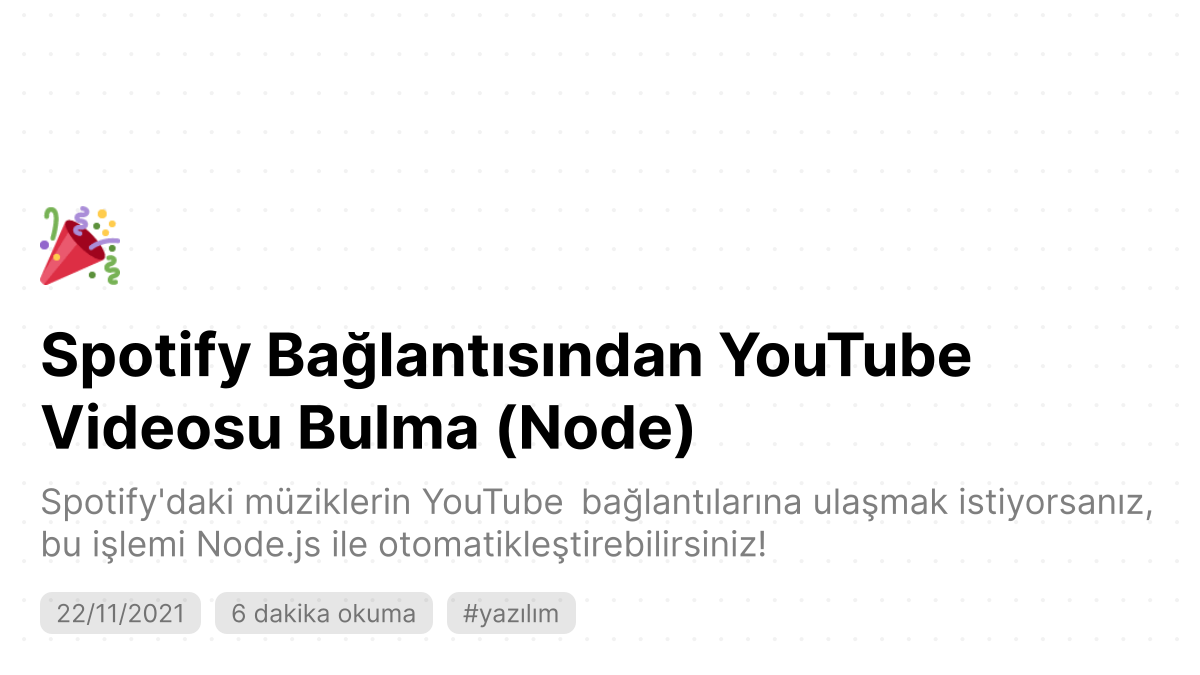 Spotify Bağlantısından YouTube
Videosu Bulma (Node)
Spotify'daki müziklerin YouTube bağlantılarına ulaşmak istiyorsanız,
bu işlemi Node.js ile otomatikleştirebilirsiniz!
22/11/2021 6 dakika okuma #yazılım